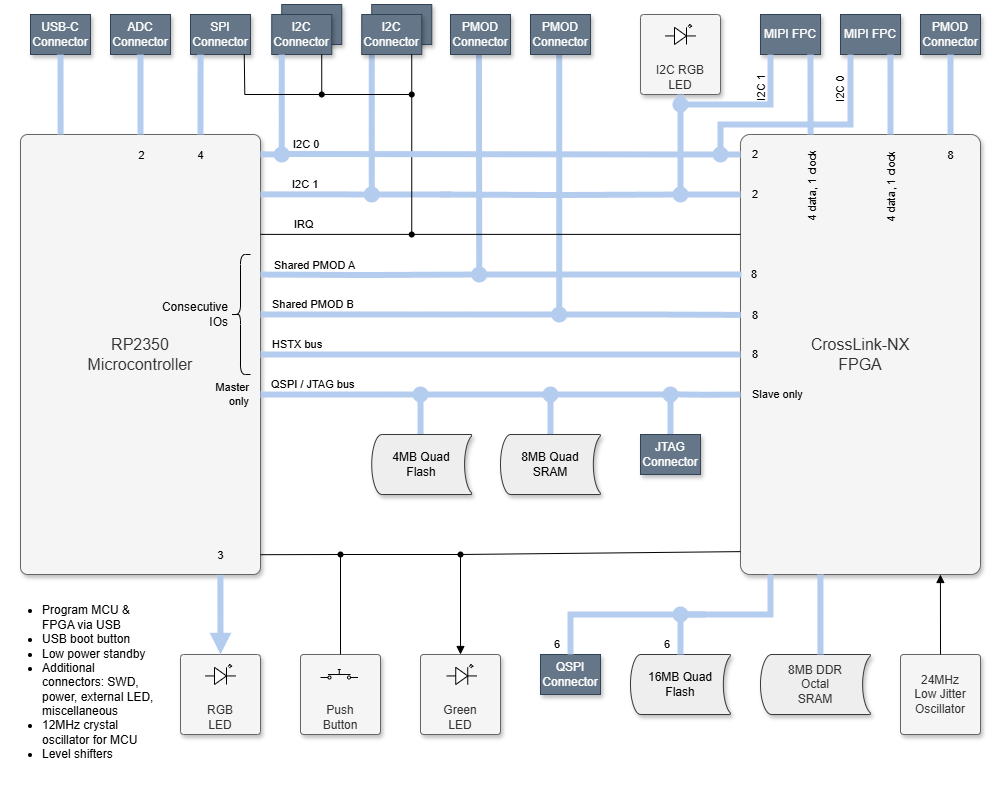 USB-C
Connector
ADC
Connector
SPI
Connector
I2C
Connector
I2C
Connector
PMOD
Connector
PMOD
Connector
I2C RGB
LED
MIPI FPC
MIPI FPC
PMOD
Connector
I2C 1
I2C 0
2
4
I2C 0
2
4 data, 1 clock
4 data, 1 clock
8
I2C 1
2
IRQ
Shared PMOD A
8
Consecutive
IOs
Shared PMOD B
8
RP2350
Microcontroller
HSTX bus
8
CrossLink-NX
FPGA
Master
only
QSPI / JTAG bus
Slave only
4MB Quad
Flash
8MB Quad
SRAM
JTAG
Connector
3
• Program MCU &
FPGA via USB
• USB boot button
• Low power standby
• Additional
connectors: SWD,
power, external LED,
miscellaneous
• 12MHz crystal
oscillator for MCU
• Level shifters
RGB
LED
Push
Button
Green
LED
6
QSPI
Connector
6
16MB Quad
Flash
8MB DDR
Octal
SRAM
24MHz
Low Jitter
Oscillator